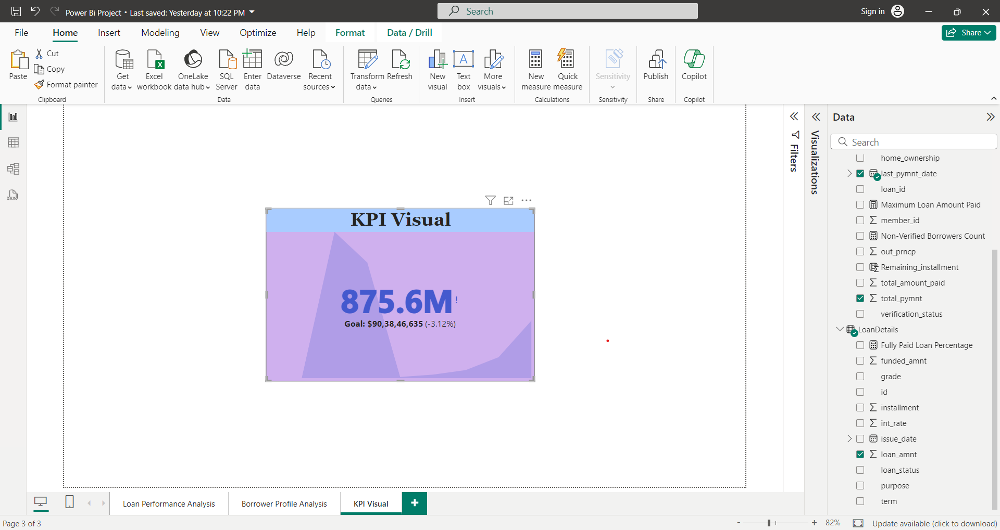 Power Bi Project • Last saved: Yesterday at 10:22 PM
Search
Sign in
File Home Insert Modeling View Optimize Help Format Data / Drill
Share
Paste
Cut
Copy
Format painter
Clipboard
Get data
Excel workbook
OneLake data hub
SQL Server
Enter data
Dataverse
Recent sources
Data
Transform data
Refresh
Queries
New visual
Text box
More visuals
Insert
New measure
Quick measure
Calculations
Sensitivity
Sensitivity
Publish
Share
Copilot
Copilot
DAX
KPI Visual
875.6M!
Goal: $90,38,46,635 (-3.12%)
Filters
Visualizations
Data
Search
home_ownership
last_pymnt_date
loan_id
Maximum Loan Amount Paid
member_id
Non-Verified Borrowers Count
out_prncp
Remaining_installment
total_amount_paid
total_pymnt
verification_status
LoanDetails
Fully Paid Loan Percentage
funded_amnt
grade
id
installment
int_rate
issue_date
loan_amnt
loan_status
purpose
term
Loan Performance Analysis
Borrower Profile Analysis
KPI Visual
+
Page 3 of 3
- + 82%
Update available (click to download)